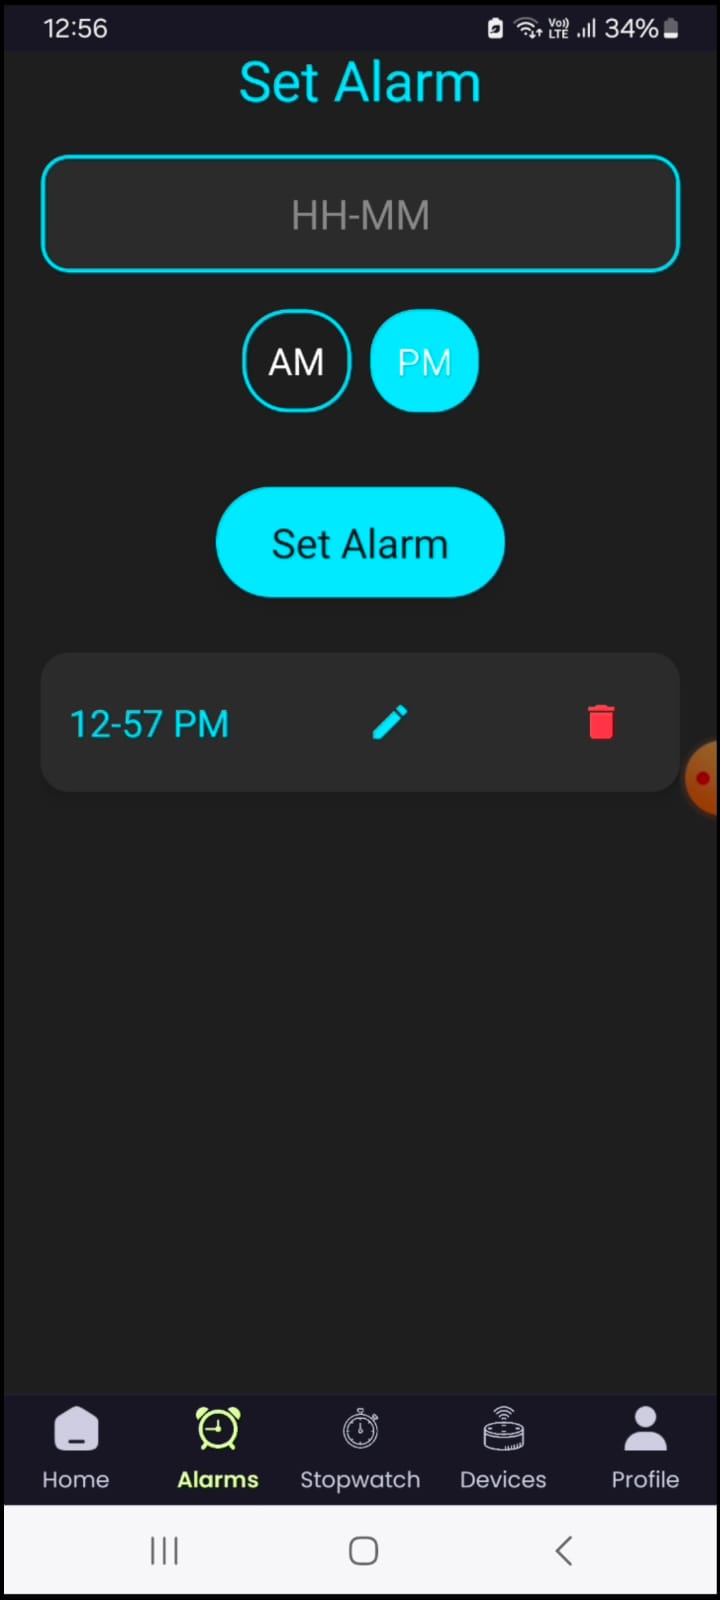 12:56 Vo)) LTE 34%
Set Alarm
HH-MM
AM PM
Set Alarm
12-57 PM
Home Alarms Stopwatch Devices Profile